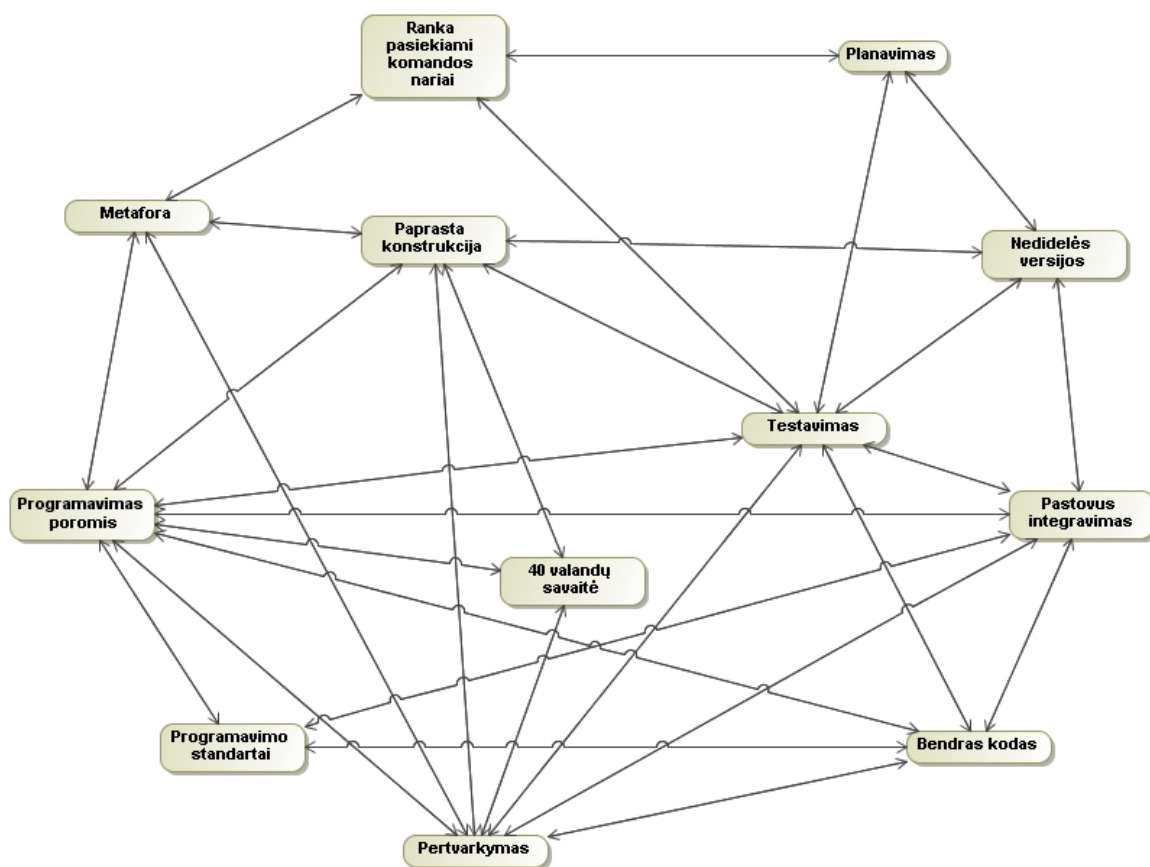 Ranka
pasiekiami
komandos
nariai
Planavimas
Metafora
Paprasta
konstrukcija
Nedidelės
versijos
Testavimas
Programavimas
poromis
Pastovus
integravimas
40 valandų
savaitė
Programavimo
standartai
Bendras kodas
Pertvarkymas